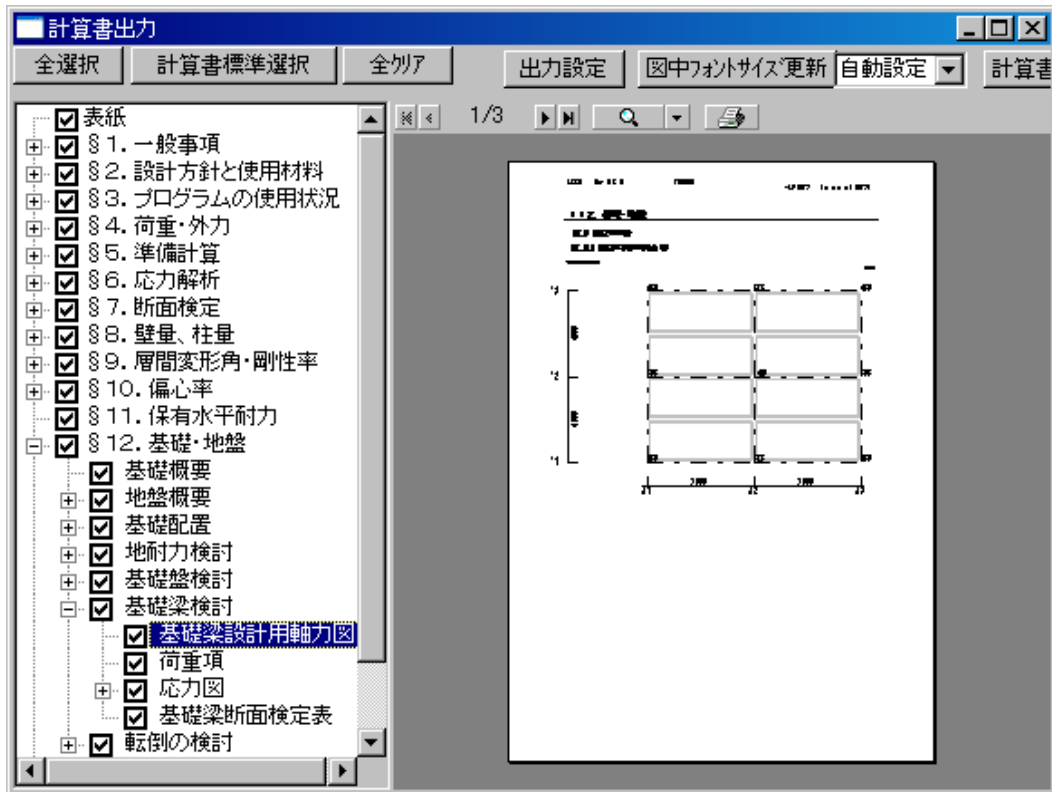 計算書出力
全選択 計算書標準選択 全ｸﾘｱ 出力設定 図中ﾌｫﾝﾄｻｲｽﾞ更新 自動設定 計算書
1/3
表紙
§1. 一般事項
§2. 設計方針と使用材料
§3. プログラムの使用状況
§4. 荷重・外力
§5. 準備計算
§6. 応力解析
§7. 断面検定
§8. 壁量、柱量
§9. 層間変形角・剛性率
§10. 偏心率
§11. 保有水平耐力
§12. 基礎・地盤
基礎概要
地盤概要
基礎配置
地耐力検討
基礎盤検討
基礎梁検討
基礎梁設計用軸力図
荷重項
応力図
基礎梁断面検定表
転倒の検討